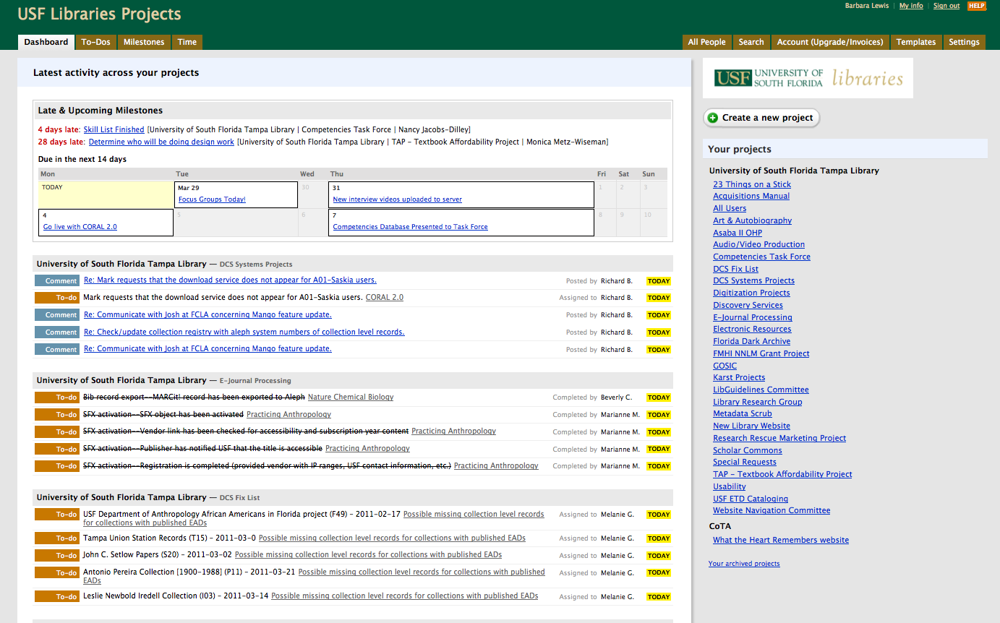 USF Libraries Projects
Barbara Lewis | My info | Sign out HELP
Dashboard To-Dos Milestones Time
All People Search Account (Upgrade/Invoices) Templates Settings
Latest activity across your projects
Late & Upcoming Milestones
4 days late: Skill List Finished [University of South Florida Tampa Library | Competencies Task Force | Nancy Jacobs-Dilley]
28 days late: Determine who will be doing design work [University of South Florida Tampa Library | TAP - Textbook Affordability Project | Monica Metz-Wiseman]
Due in the next 14 days
Mon Tue Wed Thu Fri Sat Sun
TODAY Mar 29 30 31 1 2 3
Focus Groups Today! New interview videos uploaded to server
4 5 6 7 8 9 10
Go live with CORAL 2.0 Competencies Database Presented to Task Force
University of South Florida Tampa Library — DCS Systems Projects
Comment Re: Mark requests that the download service does not appear for A01-Saskia users. Posted by Richard B. TODAY
To-do Mark requests that the download service does not appear for A01-Saskia users. CORAL 2.0 Assigned to Richard B. TODAY
Comment Re: Communicate with Josh at FCLA concerning Mango feature update. Posted by Richard B. TODAY
Comment Re: Check/update collection registry with aleph system numbers of collection level records. Posted by Richard B. TODAY
Comment Re: Communicate with Josh at FCLA concerning Mango feature update. Posted by Richard B. TODAY
University of South Florida Tampa Library — E-Journal Processing
To-do Bib record export--MARCit! record has been exported to Aleph Nature Chemical Biology Completed by Beverly C. TODAY
To-do SFX activation--SFX object has been activated Practicing Anthropology Completed by Marianne M. TODAY
To-do SFX activation--Vendor link has been checked for accessibility and subscription year content Practicing Anthropology Completed by Marianne M. TODAY
To-do SFX activation--Publisher has notified USF that the title is accessible Practicing Anthropology Completed by Marianne M. TODAY
To-do SFX activation--Registration is completed (provided vendor with IP ranges, USF contact information, etc.) Practicing Anthropology Completed by Marianne M. TODAY
University of South Florida Tampa Library — DCS Fix List
To-do USF Department of Anthropology African Americans in Florida project (F49) - 2011-02-17 Possible missing collection level records Assigned to Melanie G. TODAY
for collections with published EADs
To-do Tampa Union Station Records (T15) - 2011-03-0 Possible missing collection level records for collections with published EADs Assigned to Melanie G. TODAY
To-do John C. Setlow Papers (S20) - 2011-03-02 Possible missing collection level records for collections with published EADs Assigned to Melanie G. TODAY
To-do Antonio Pereira Collection [1900-1988] (P11) - 2011-03-21 Possible missing collection level records for collections with published Assigned to Melanie G. TODAY
EADs
To-do Leslie Newbold Iredell Collection (I03) - 2011-03-14 Possible missing collection level records for collections with published EADs Assigned to Melanie G. TODAY
USF UNIVERSITY OF
SOUTH FLORIDA libraries
Create a new project
Your projects
University of South Florida Tampa Library
23 Things on a Stick
Acquisitions Manual
All Users
Art & Autobiography
Asaba II OHP
Audio/Video Production
Competencies Task Force
DCS Fix List
DCS Systems Projects
Digitization Projects
Discovery Services
E-Journal Processing
Electronic Resources
Florida Dark Archive
FMHI NNLM Grant Project
GOSIC
Karst Projects
LibGuidelines Committee
Library Research Group
Metadata Scrub
New Library Website
Research Rescue Marketing Project
Scholar Commons
Special Requests
TAP - Textbook Affordability Project
Usability
USF ETD Cataloging
Website Navigation Committee
CoTA
What the Heart Remembers website
Your archived projects